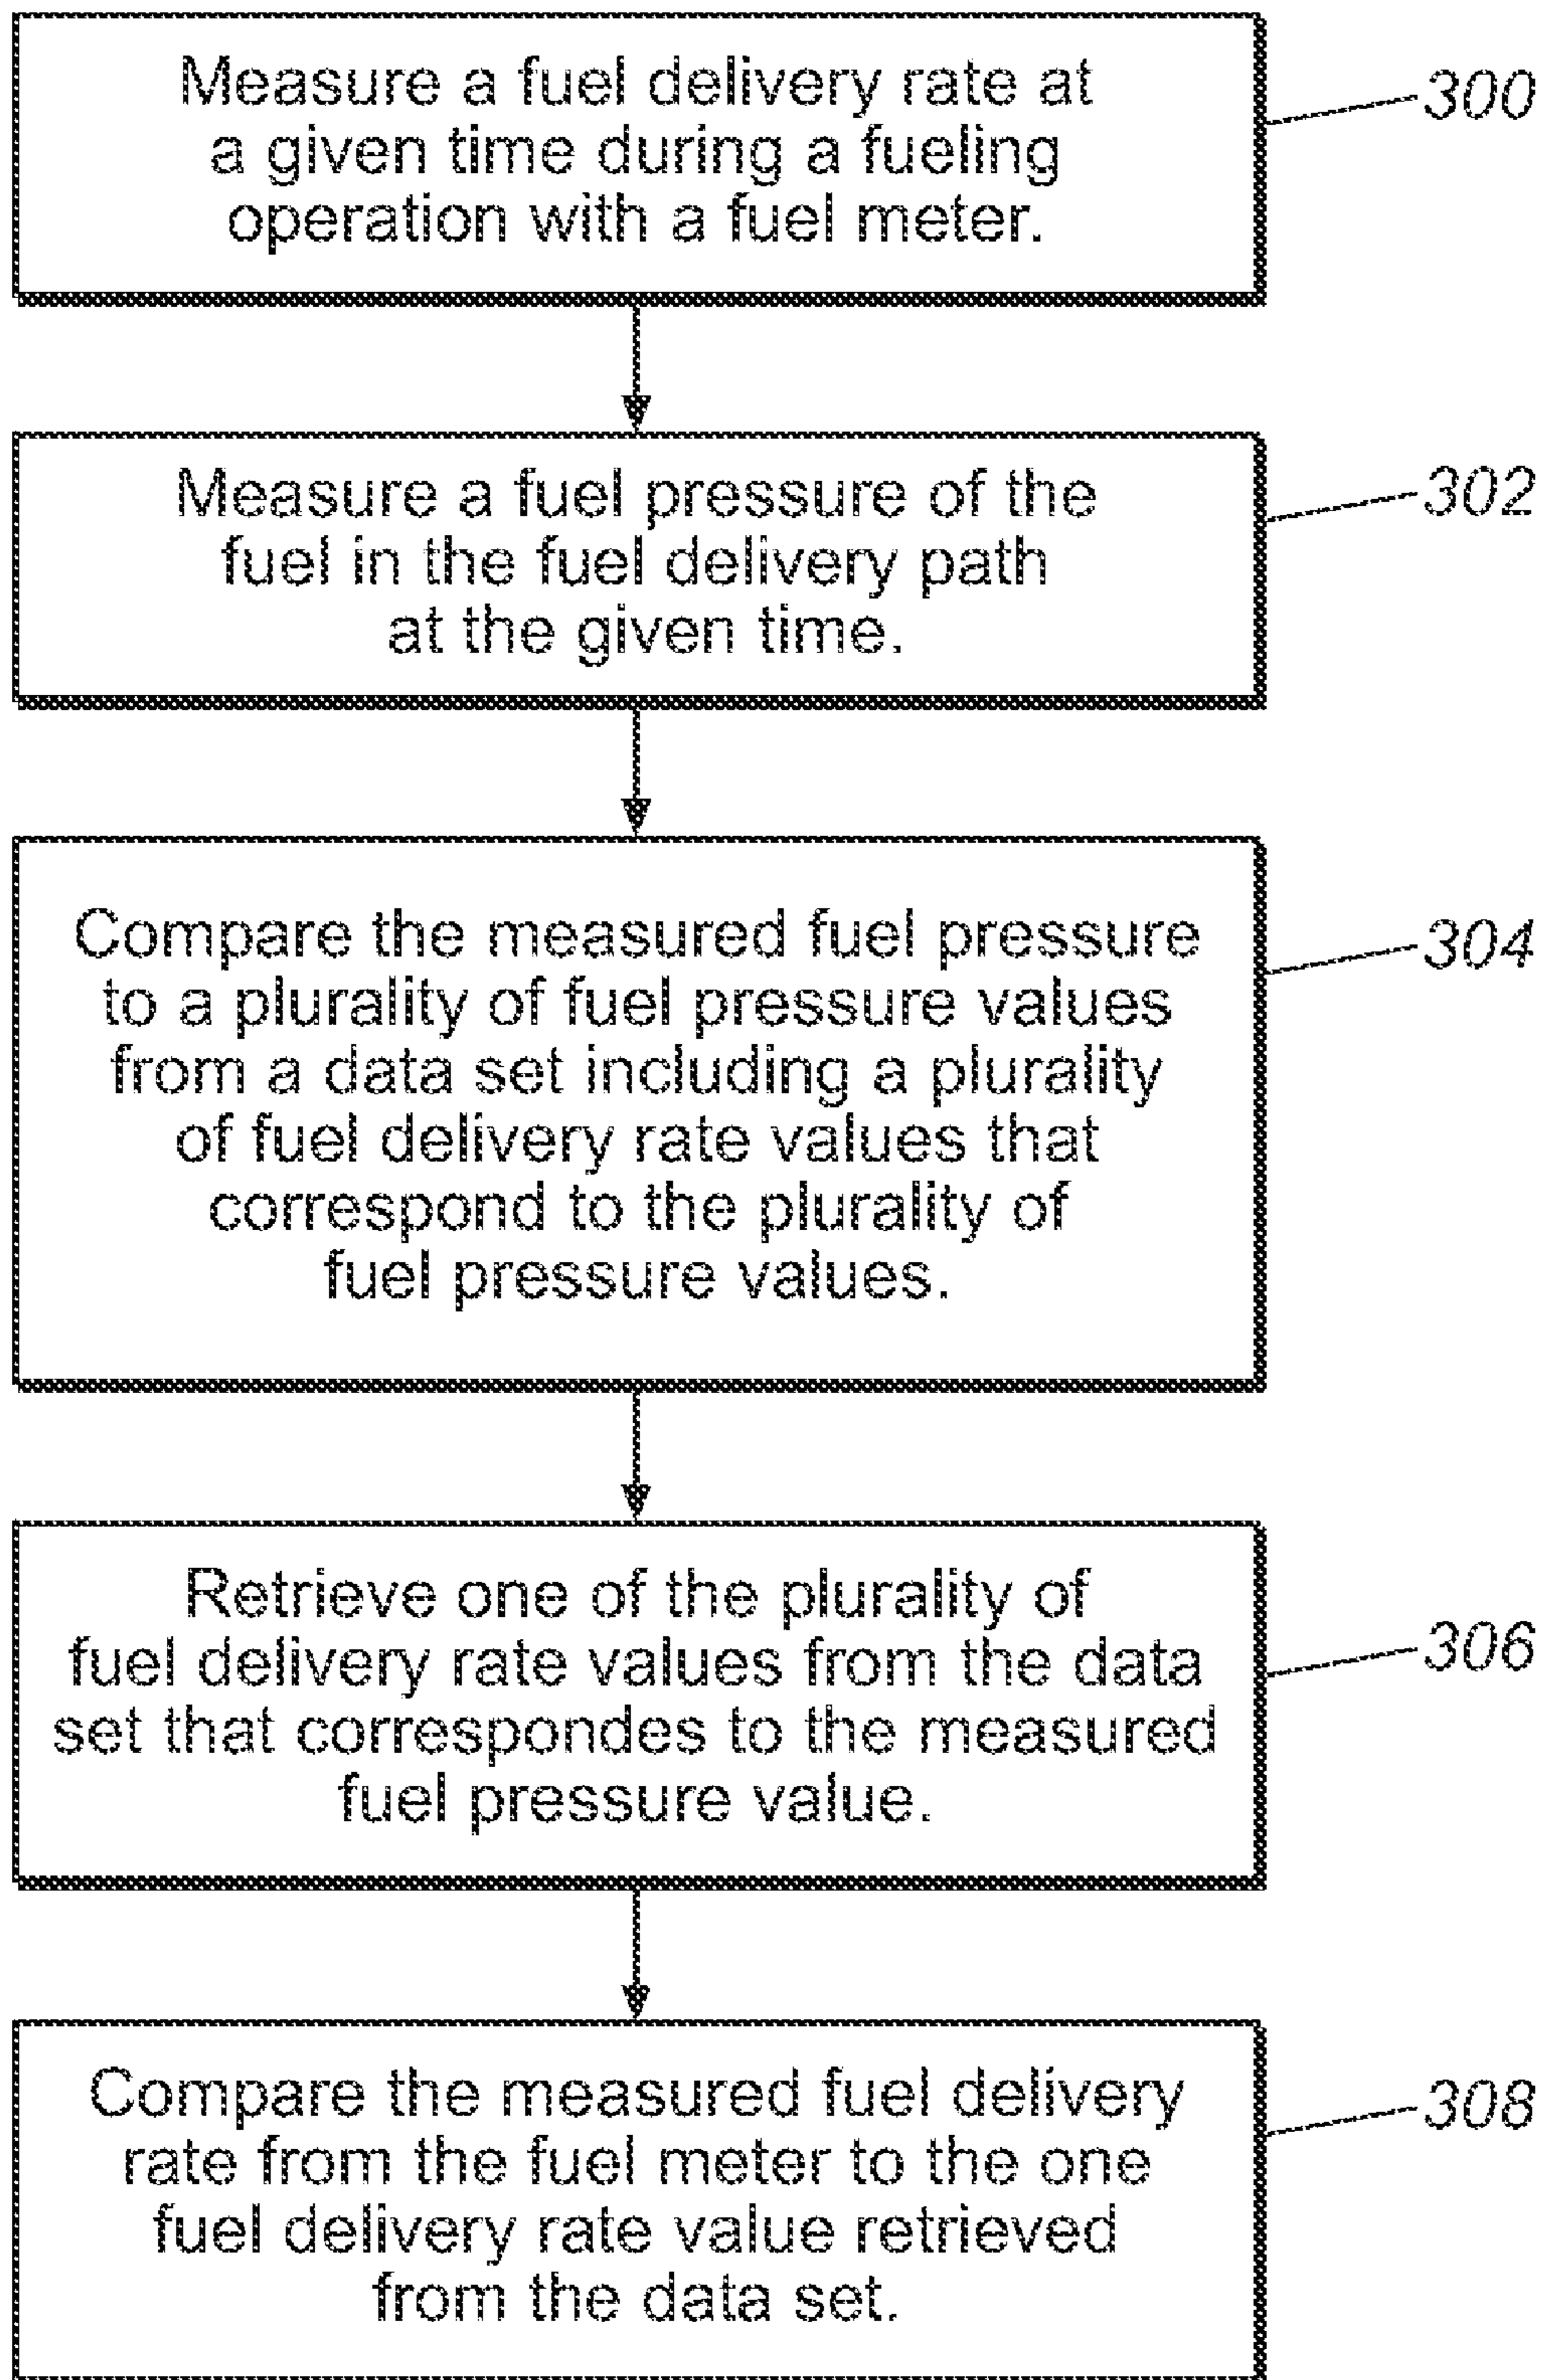 Measure a fuel delivery rate at
a given time during a fueling
operation with a fuel meter.
300
Measure a fuel pressure of the
fuel in the fuel delivery path
at the given time.
302
Compare the measured fuel pressure
to a plurality of fuel pressure values
from a data set including a plurality
of fuel delivery rate values that
correspond to the plurality of
fuel pressure values.
304
Retrieve one of the plurality of
fuel delivery rate values from the data
set that correspondes to the measured
fuel pressure value.
306
Compare the measured fuel delivery
rate from the fuel meter to the one
fuel delivery rate value retrieved
from the data set.
308